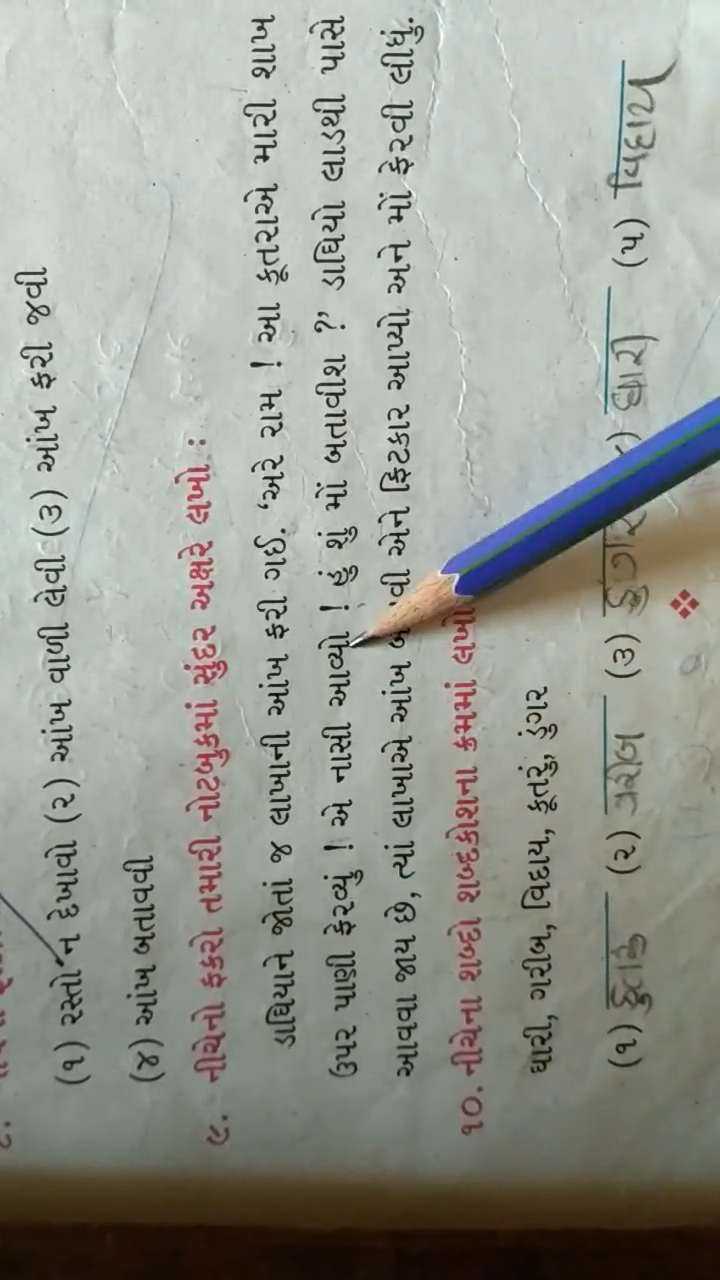 (૧) રસ્તો ન દેખાવો (૨) આંખ વાળી લેવી (૩) આંખ ફરી જવી
(૪) આંખ બતાવવી
૯. નીચેનો ફકરો તમારી નોટબુકમાં સુંદર અક્ષરે લખો :
ડાઘિયાને જોતાં જ લાખાની આંખ ફરી ગઈ. ‘અરે રામ ! આ કૂતરાએ મારી શાખ
ઉપર પાણી ફેરવ્યું ! એ નાસી આવ્યો ! હું શું મોં બતાવીશ ?’ ડાઘિયો લાડથી પાસે
આવવા જાય છે, ત્યાં લાખાએ આંખ એને ફિટકાર આપ્યો અને મોં ફેરવી લીધું.
૧૦. નીચેના શબ્દો શબ્દકોશના ક્રમમાં લખો
ઘારી, ગરીબ, વિદાય, કૂતરું, ડુંગર
(૧) કુતરુ (૨) ગરીબ (૩) (૫) વિદાય